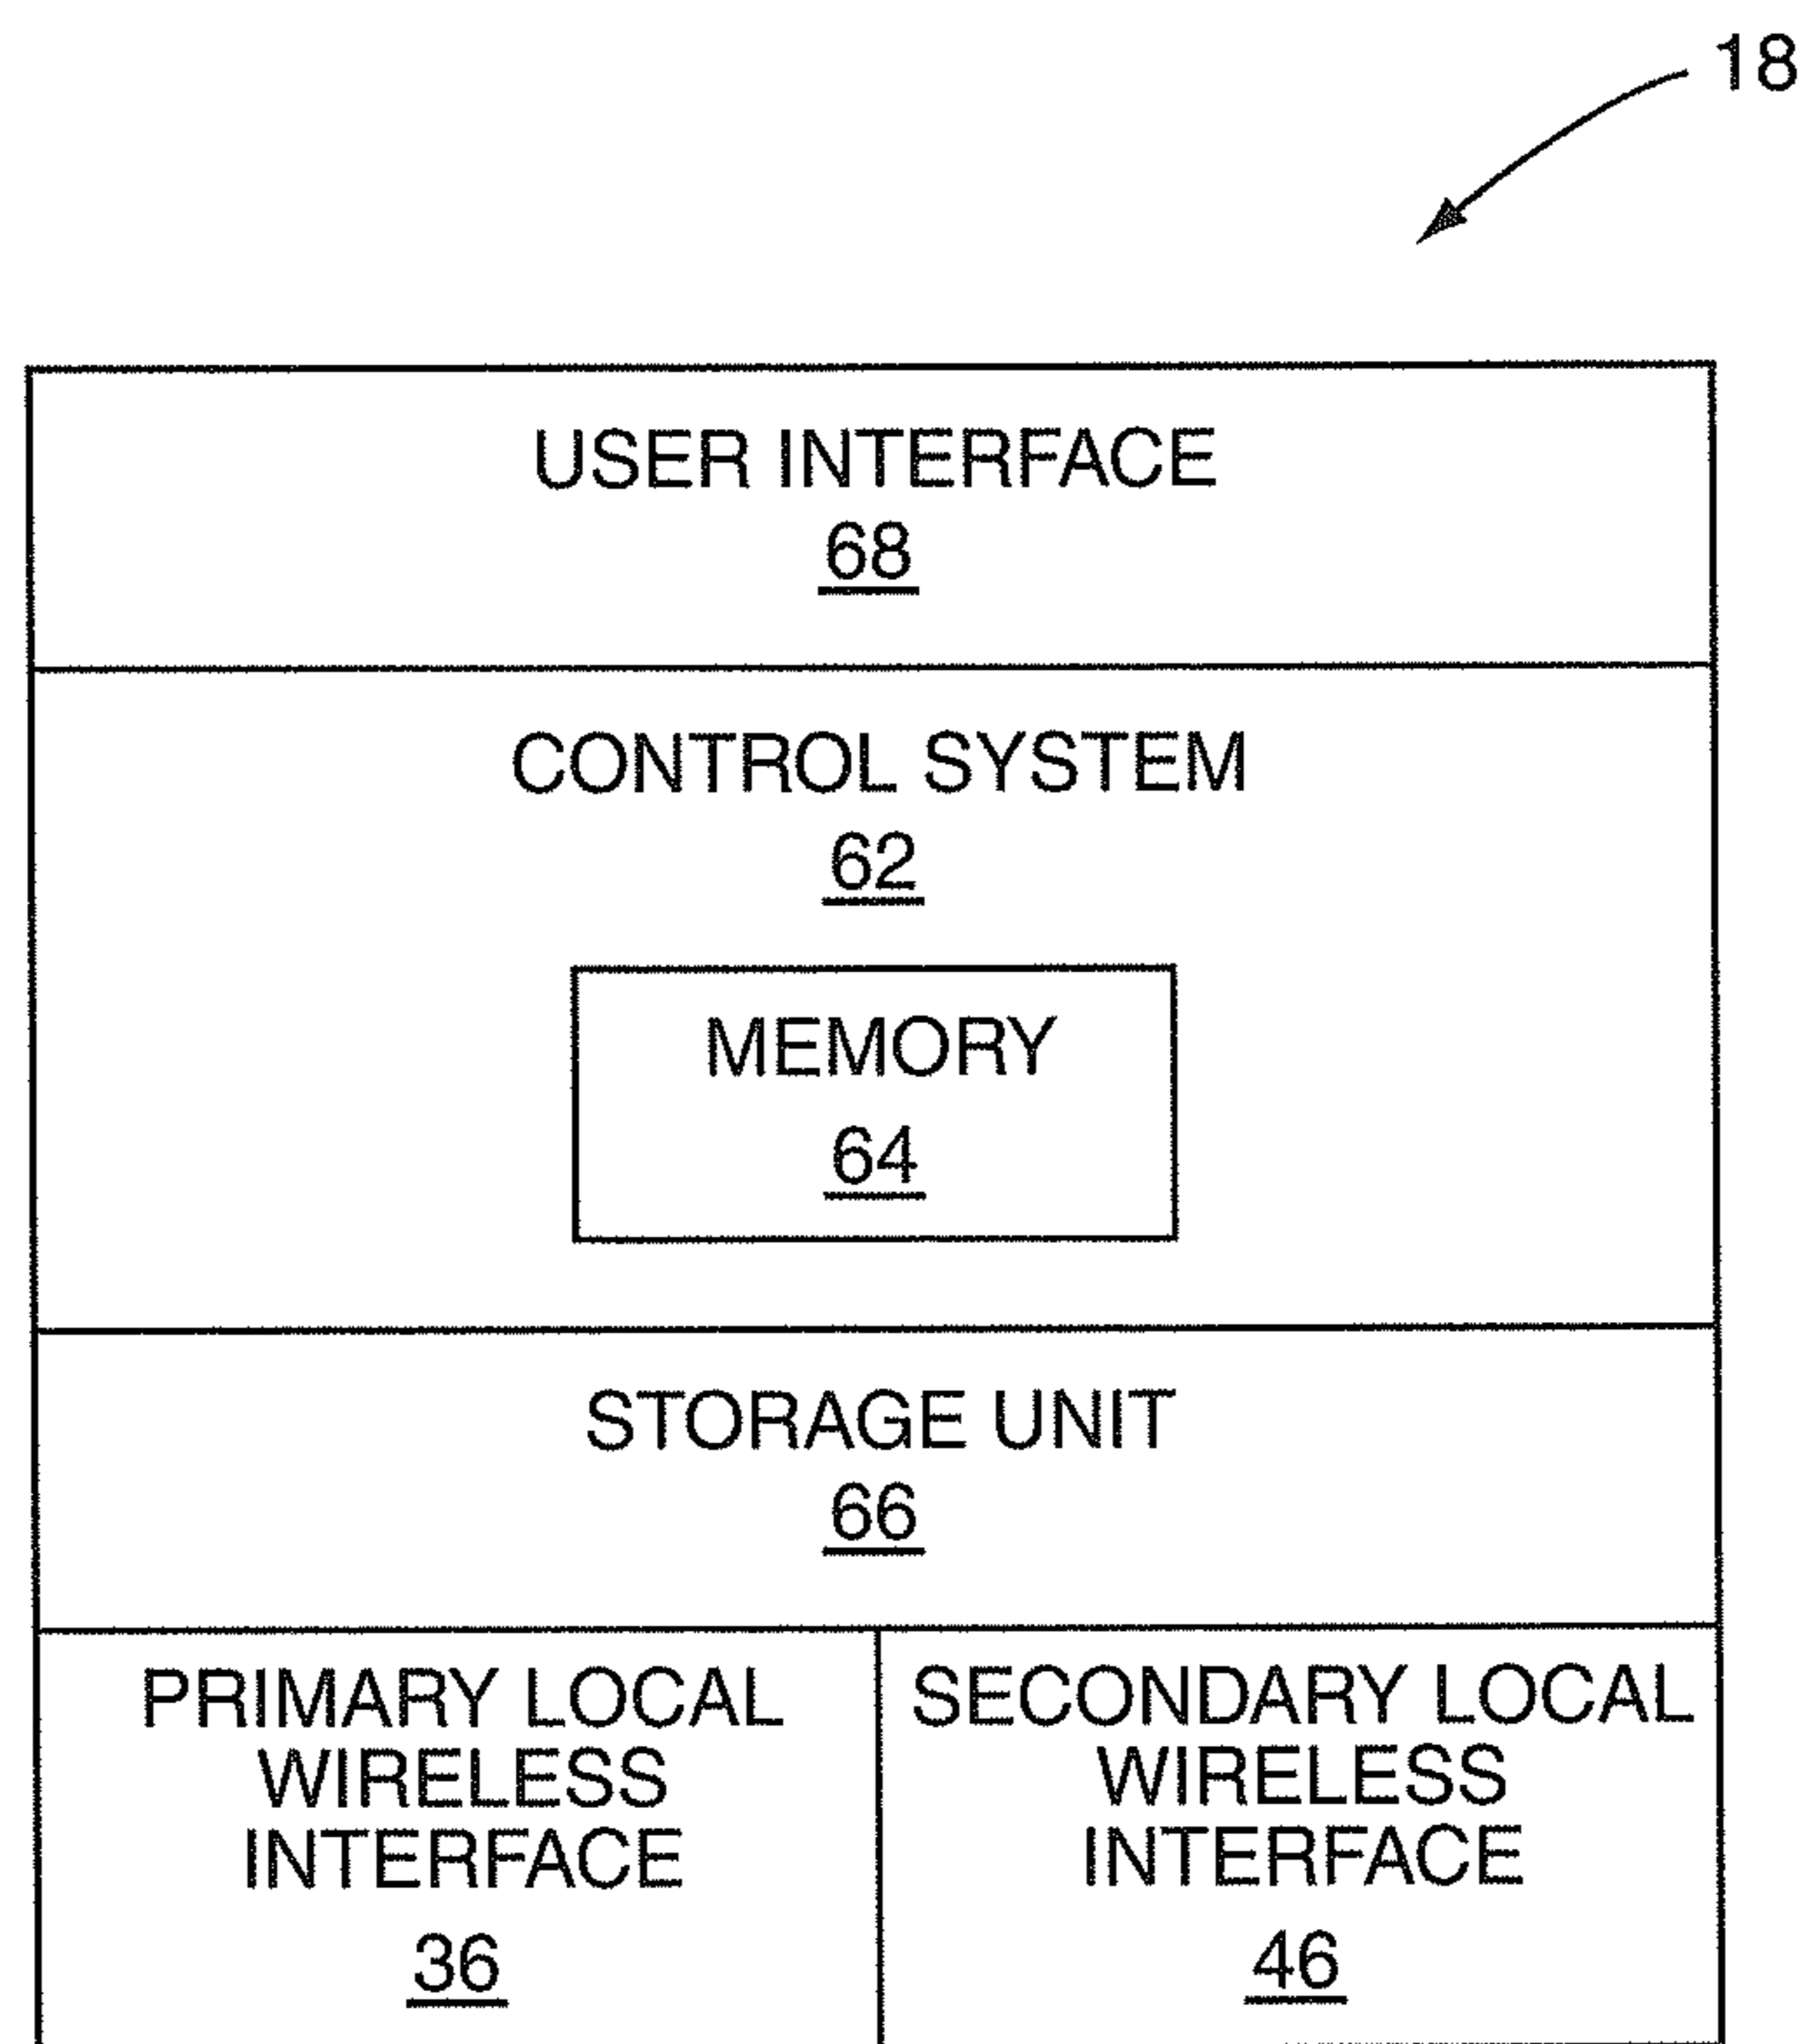 18
USER INTERFACE
68
CONTROL SYSTEM
62
MEMORY
64
STORAGE UNIT
66
PRIMARY LOCAL
WIRELESS
INTERFACE
36
SECONDARY LOCAL
WIRELESS
INTERFACE
46